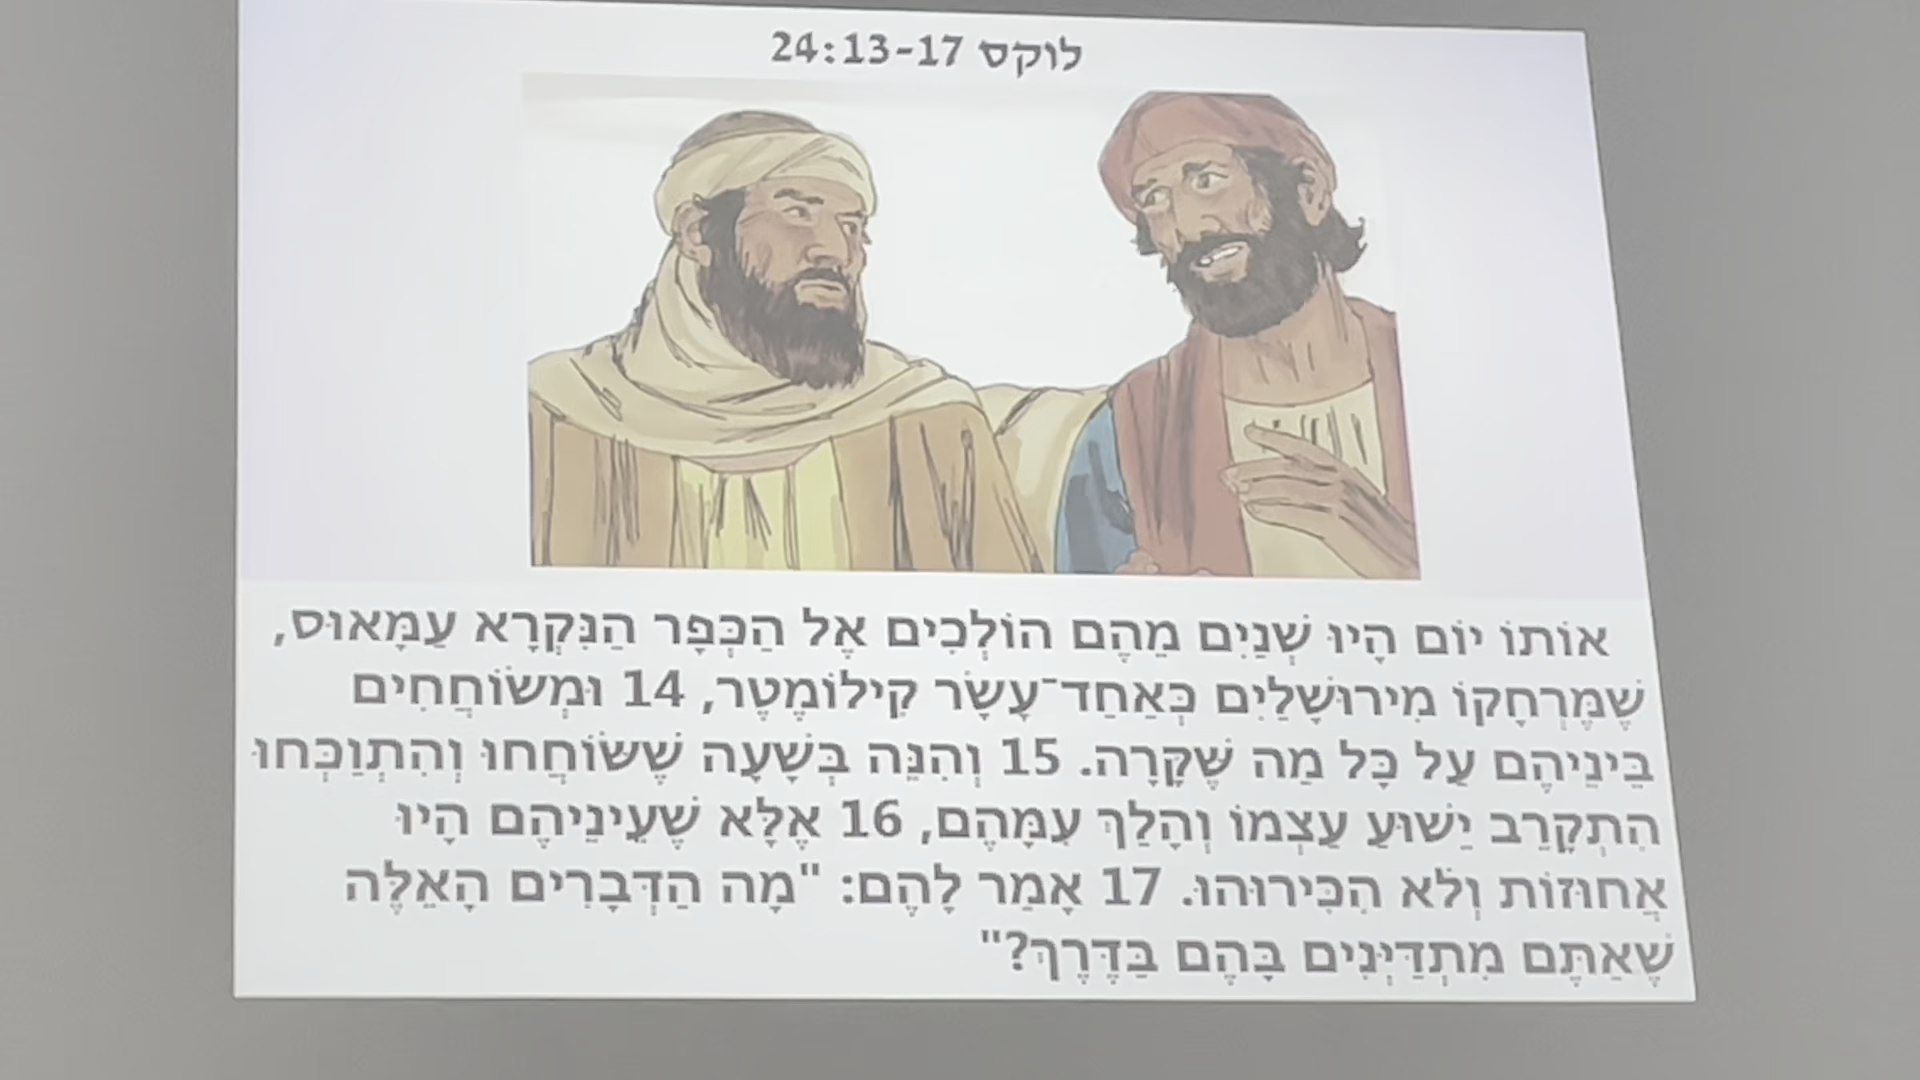 לוקס 24:13-17
אוֹתוֹ יוֹם הָיוּ שְׁנַיִם מֵהֶם הוֹלְכִים אֶל הַכְּפָר הַנִּקְרָא עַמָּאוּס,
שֶׁמֶּרְחָקוֹ מִירוּשָׁלַיִם כְּאַחַד־עָשָׂר קִילוֹמֶטֶר, 14 וּמְשׂוֹחֲחִים
בֵּינֵיהֶם עַל כָּל מַה שֶּׁקָּרָה. 15 וְהִנֵּה בְּשָׁעָה שֶׁשּׂוֹחֲחוּ וְהִתְוַכְּחוּ
הִתְקָרֵב יֵשׁוּעַ עַצְמוֹ וְהָלַךְ עִמָּהֶם, 16 אֶלָּא שֶׁעֵינֵיהֶם הָיוּ
אֲחוּזוֹת וְלֹא הִכִּירוּהוּ. 17 אָמַר לָהֶם: "מָה הַדְּבָרִים הָאֵלֶּה
שֶׁאַתֶּם מִתְדַּיְּנִים בָּהֶם בַּדֶּרֶךְ?"